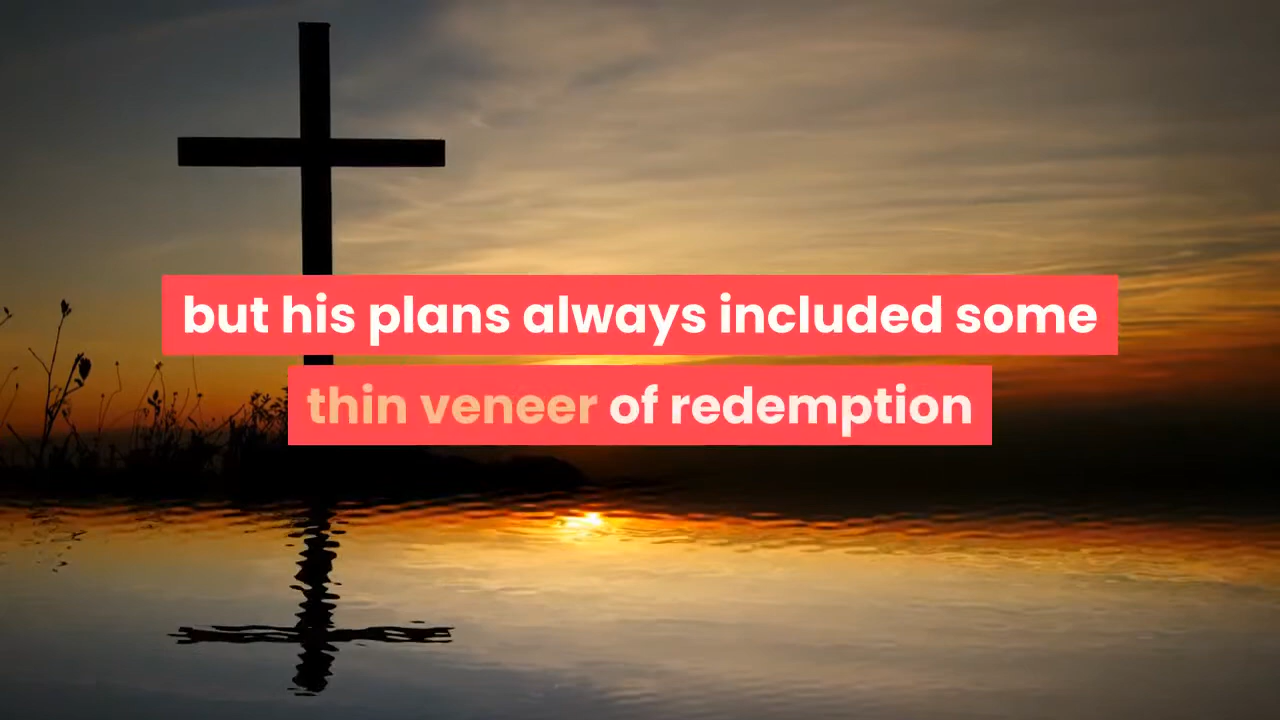 but his plans always included some
thin veneer of redemption